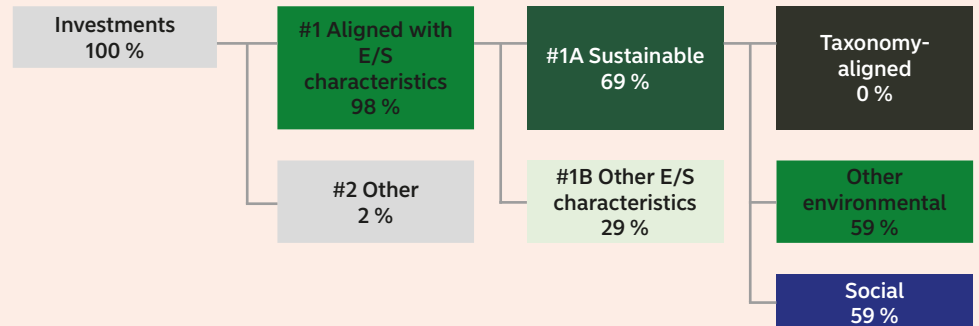 Investments
100 %
#1 Aligned with
E/S
characteristics
98 %
#1A Sustainable
69 %
Taxonomy-
aligned
0 %
#2 Other
2 %
#1B Other E/S
characteristics
29 %
Other
environmental
59 %
Social
59 %